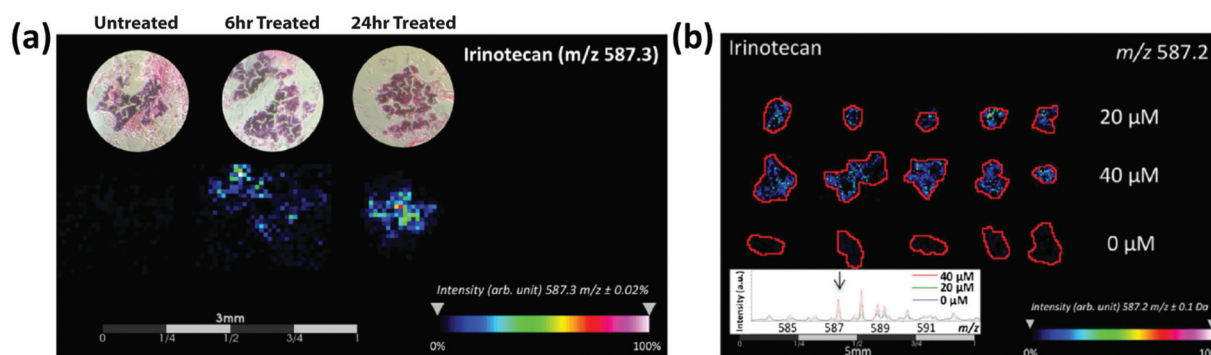 (a)
Untreated 6hr Treated 24hr Treated
Irinotecan (m/z 587.3)
Intensity (arb. unit) 587.3 m/z ± 0.02%
0% 100%
3mm
0 1/4 1/2 3/4 1
(b)
Irinotecan m/z 587.2
20 μM
40 μM
0 μM
Intensity (a.u.)
40 μM
20 μM
0 μM
585 587 589 591 m/z
0 1/4 1/2 3/4 1
5mm
Intensity (arb. unit) 587.2 m/z ± 0.1 Da
0% 100%